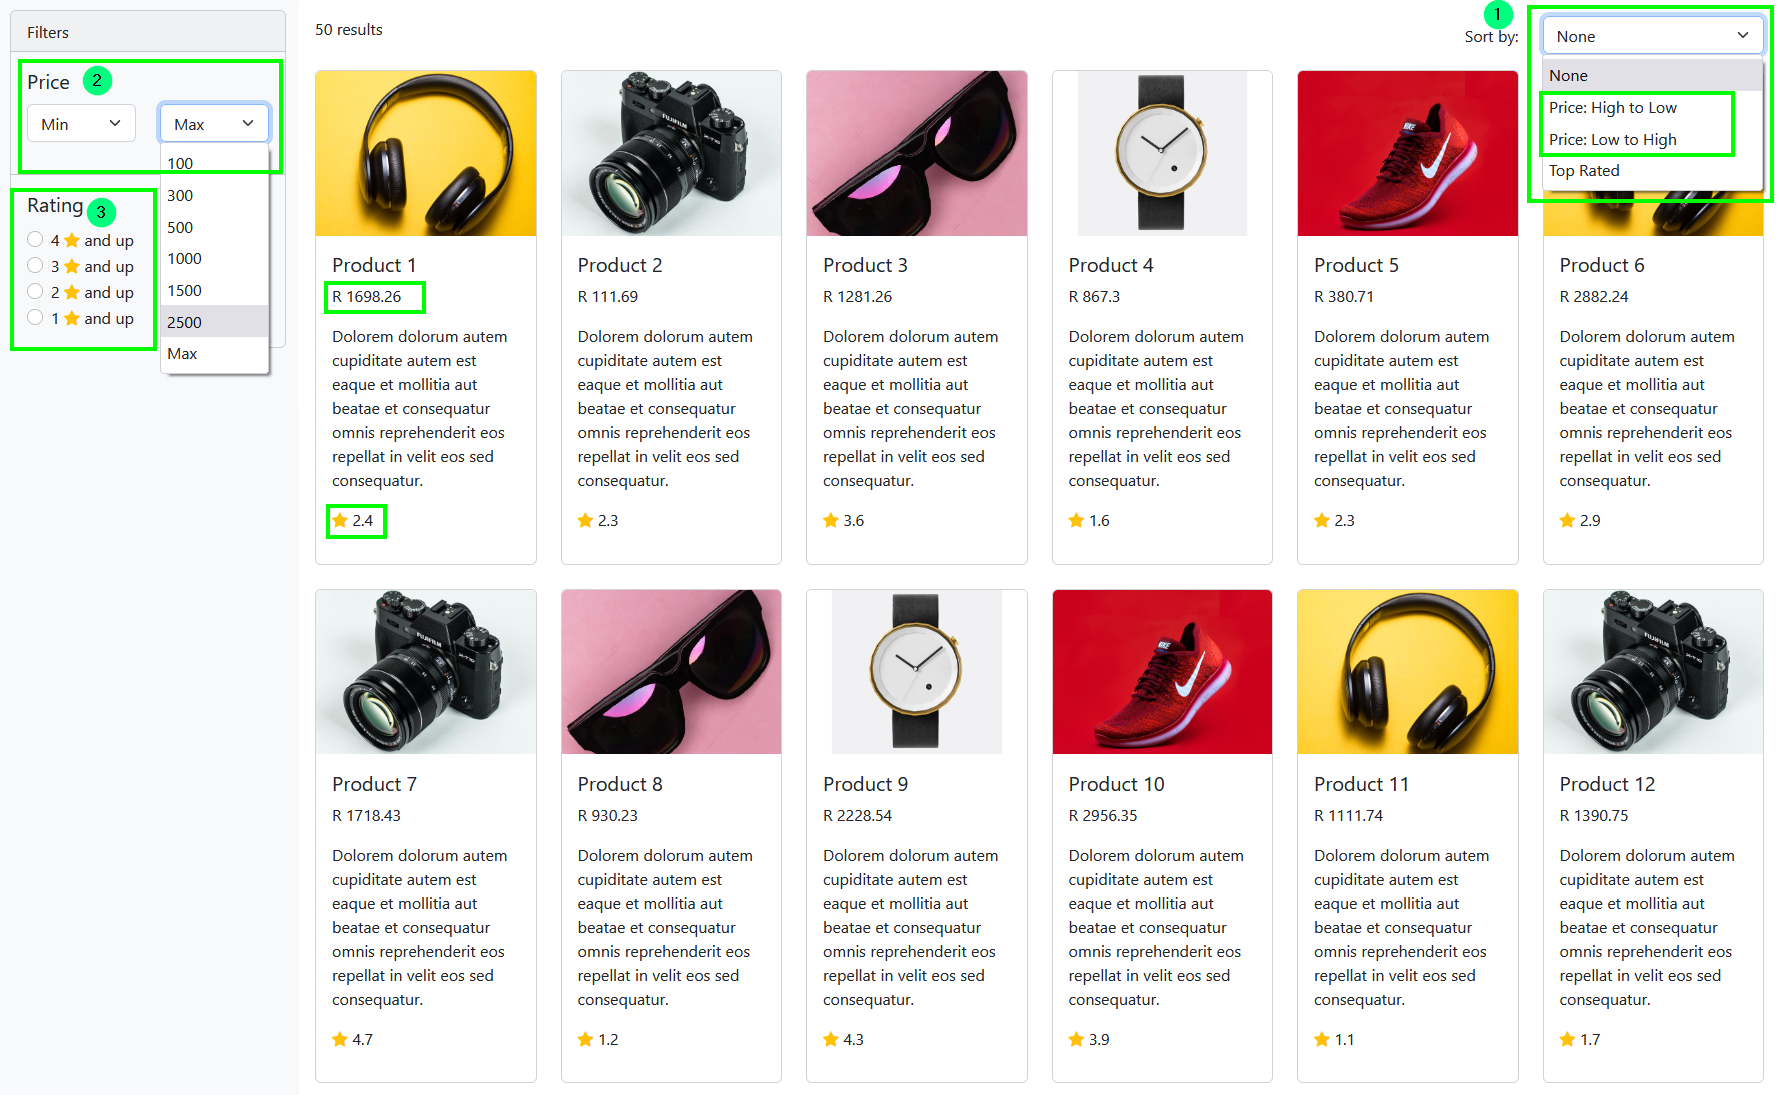 Filters
Price 2
Min
Max
100
300
500
1000
1500
2500
Max
Rating 3
4 and up
3 and up
2 and up
1 and up
50 results
1
Sort by:
None
None
Price: High to Low
Price: Low to High
Top Rated
FUJIFILM
X-T10
NIKE
Product 1
R 1698.26
Dolorem dolorum autem
cupiditate autem est
eaque et mollitia aut
beatae et consequatur
omnis reprehenderit eos
repellat in velit eos sed
consequatur.
2.4
Product 2
R 111.69
Dolorem dolorum autem
cupiditate autem est
eaque et mollitia aut
beatae et consequatur
omnis reprehenderit eos
repellat in velit eos sed
consequatur.
2.3
Product 3
R 1281.26
Dolorem dolorum autem
cupiditate autem est
eaque et mollitia aut
beatae et consequatur
omnis reprehenderit eos
repellat in velit eos sed
consequatur.
3.6
Product 4
R 867.3
Dolorem dolorum autem
cupiditate autem est
eaque et mollitia aut
beatae et consequatur
omnis reprehenderit eos
repellat in velit eos sed
consequatur.
1.6
Product 5
R 380.71
Dolorem dolorum autem
cupiditate autem est
eaque et mollitia aut
beatae et consequatur
omnis reprehenderit eos
repellat in velit eos sed
consequatur.
2.3
Product 6
R 2882.24
Dolorem dolorum autem
cupiditate autem est
eaque et mollitia aut
beatae et consequatur
omnis reprehenderit eos
repellat in velit eos sed
consequatur.
2.9
FUJIFILM
X-T10
Product 7
R 1718.43
Dolorem dolorum autem
cupiditate autem est
eaque et mollitia aut
beatae et consequatur
omnis reprehenderit eos
repellat in velit eos sed
consequatur.
4.7
Product 8
R 930.23
Dolorem dolorum autem
cupiditate autem est
eaque et mollitia aut
beatae et consequatur
omnis reprehenderit eos
repellat in velit eos sed
consequatur.
1.2
Product 9
R 2228.54
Dolorem dolorum autem
cupiditate autem est
eaque et mollitia aut
beatae et consequatur
omnis reprehenderit eos
repellat in velit eos sed
consequatur.
4.3
NIKE
Product 10
R 2956.35
Dolorem dolorum autem
cupiditate autem est
eaque et mollitia aut
beatae et consequatur
omnis reprehenderit eos
repellat in velit eos sed
consequatur.
3.9
Product 11
R 1111.74
Dolorem dolorum autem
cupiditate autem est
eaque et mollitia aut
beatae et consequatur
omnis reprehenderit eos
repellat in velit eos sed
consequatur.
1.1
FUJIFILM
X-T10
Product 12
R 1390.75
Dolorem dolorum autem
cupiditate autem est
eaque et mollitia aut
beatae et consequatur
omnis reprehenderit eos
repellat in velit eos sed
consequatur.
1.7